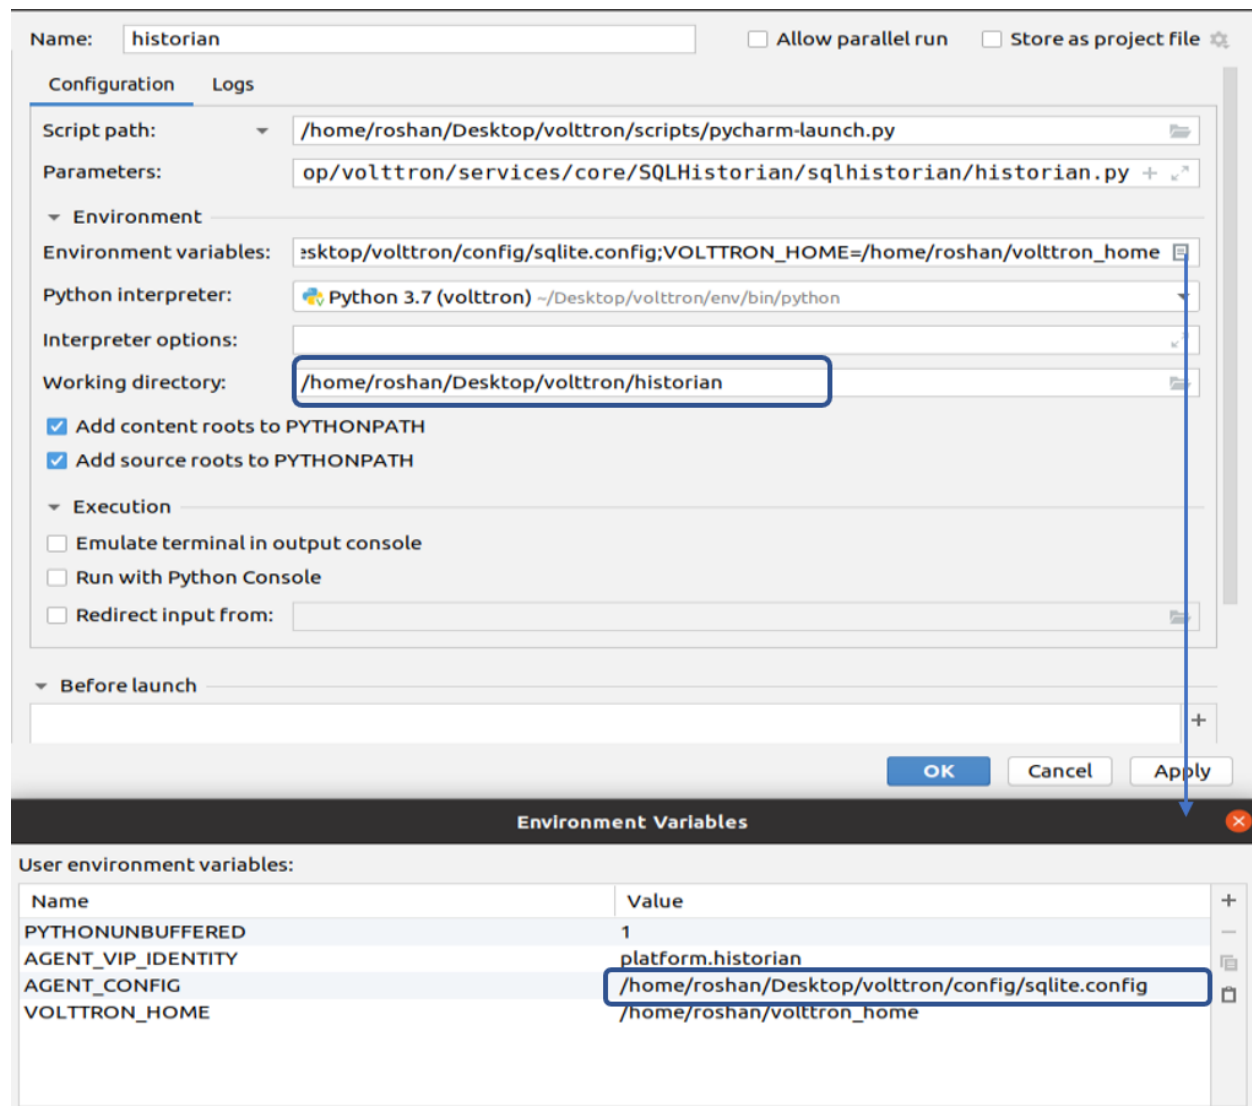 Name: historian Allow parallel run Store as project file
Configuration Logs
Script path: /home/roshan/Desktop/volttron/scripts/pycharm-launch.py
Parameters: op/volttron/services/core/SQLHistorian/sqlhistorian/historian.py
Environment
Environment variables: esktop/volttron/config/sqlite.config;VOLTTRON_HOME=/home/roshan/volttron_home
Python interpreter: Python 3.7 (volttron) ~/Desktop/volttron/env/bin/python
Interpreter options:
Working directory: /home/roshan/Desktop/volttron/historian
Add content roots to PYTHONPATH
Add source roots to PYTHONPATH
Execution
Emulate terminal in output console
Run with Python Console
Redirect input from:
Before launch
OK Cancel Apply
Environment Variables
User environment variables:
Name Value
PYTHONUNBUFFERED 1
AGENT_VIP_IDENTITY platform.historian
AGENT_CONFIG /home/roshan/Desktop/volttron/config/sqlite.config
VOLTTRON_HOME /home/roshan/volttron_home